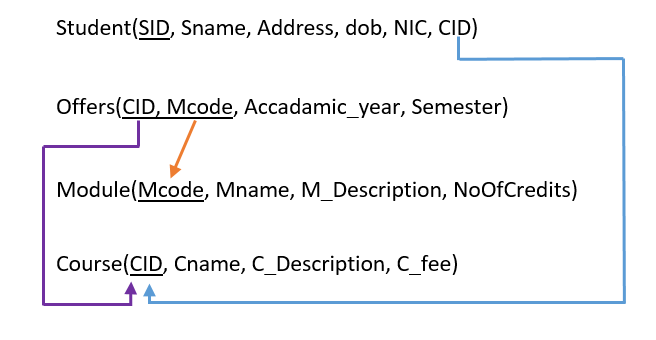 Student(SID, Sname, Address, dob, NIC, CID)
Offers(CID, Mcode, Accadamic_year, Semester)
Module(Mcode, Mname, M_Description, NoOfCredits)
Course(CID, Cname, C_Description, C_fee)